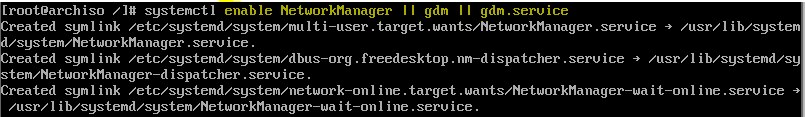 [root@archiso /]# systemctl enable NetworkManager || gdm || gdm.service
Created symlink /etc/systemd/system/multi-user.target.wants/NetworkManager.service → /usr/lib/system
d/system/NetworkManager.service.
Created symlink /etc/systemd/system/dbus-org.freedesktop.nm-dispatcher.service → /usr/lib/systemd/sy
stem/NetworkManager-dispatcher.service.
Created symlink /etc/systemd/system/network-online.target.wants/NetworkManager-wait-online.service →
/usr/lib/systemd/system/NetworkManager-wait-online.service.